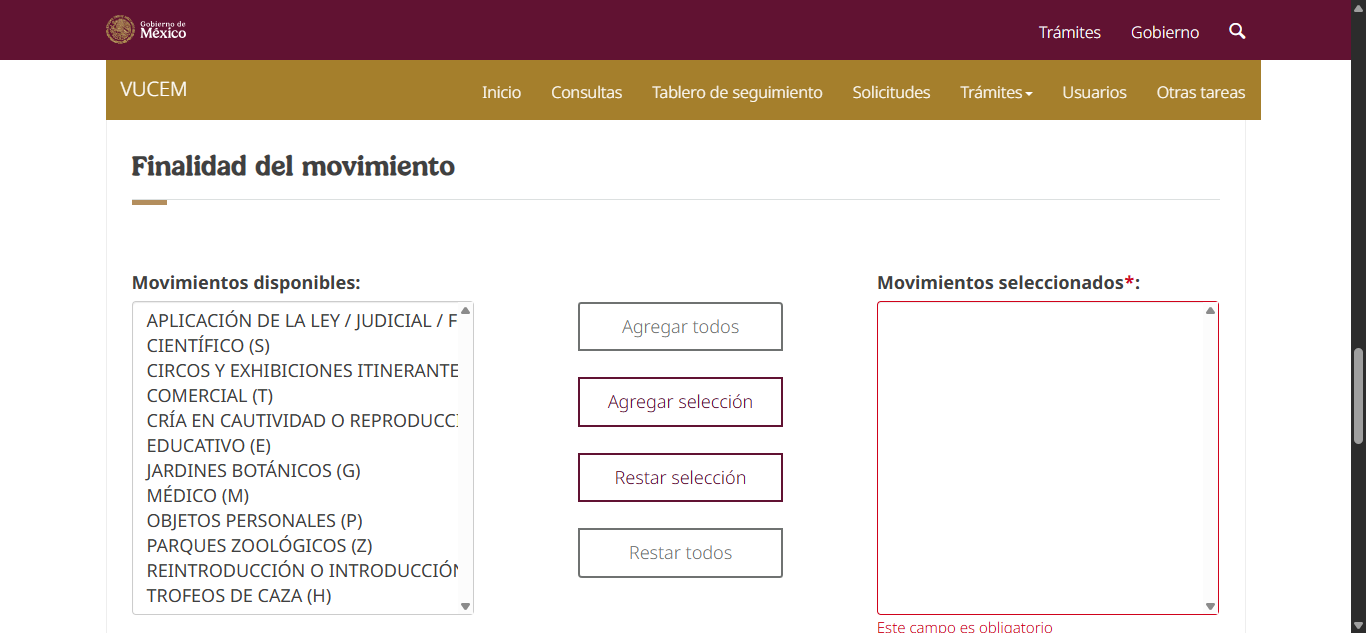 Gobierno de
México
Trámites
Gobierno
VUCEM
Inicio
Consultas
Tablero de seguimiento
Solicitudes
Trámites
Usuarios
Otras tareas
Finalidad del movimiento
Movimientos disponibles:
APLICACIÓN DE LA LEY / JUDICIAL / F
CIENTÍFICO (S)
CIRCOS Y EXHIBICIONES ITINERANTE
COMERCIAL (T)
CRÍA EN CAUTIVIDAD O REPRODUCCI
EDUCATIVO (E)
JARDINES BOTÁNICOS (G)
MÉDICO (M)
OBJETOS PERSONALES (P)
PARQUES ZOOLÓGICOS (Z)
REINTRODUCCIÓN O INTRODUCCIÓN
TROFEOS DE CAZA (H)
Agregar todos
Agregar selección
Restar selección
Restar todos
Movimientos seleccionados*:
Este campo es obligatorio